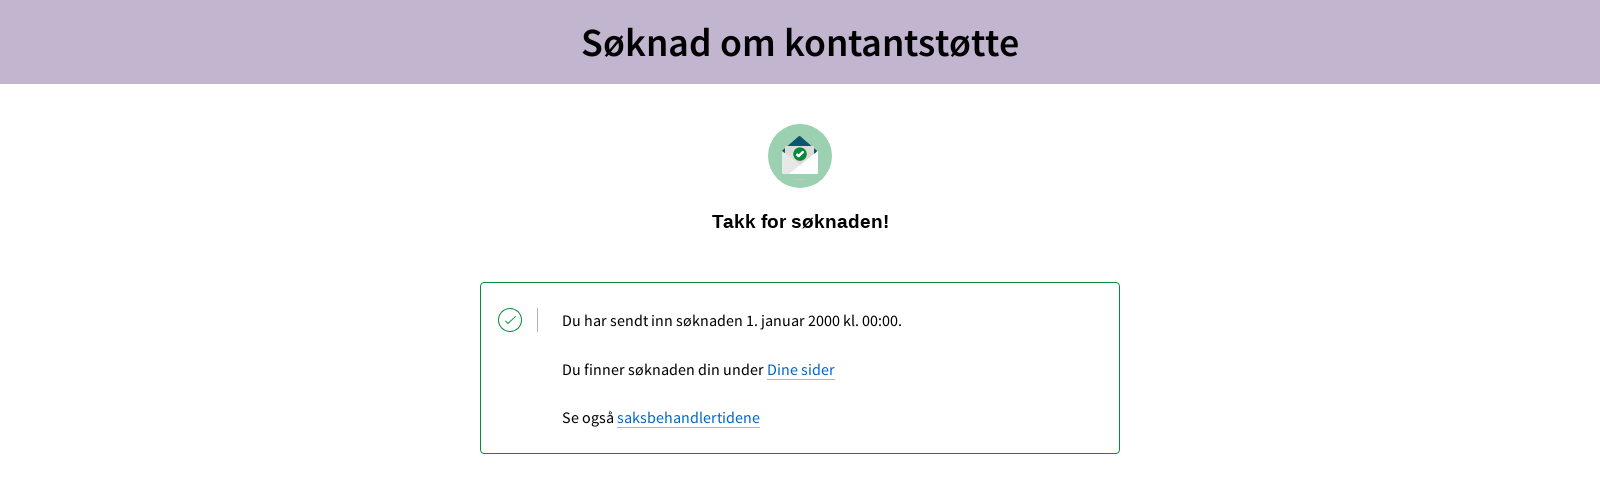 Søknad om kontantstøtte
Takk for søknaden!
Du har sendt inn søknaden 1. januar 2000 kl. 00:00.
Du finner søknaden din under Dine sider
Se også saksbehandlertidene